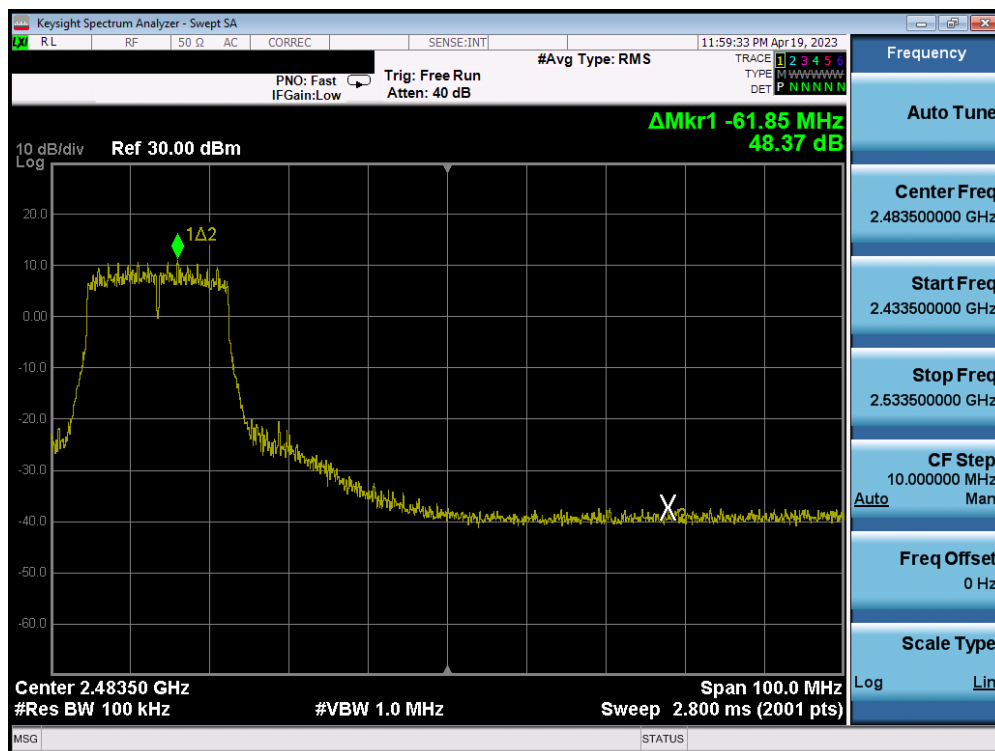 Keysight Spectrum Analyzer - Swept SA
LXI RL RF 50 Ω AC CORREC SENSE:INT 11:59:33 PM Apr 19, 2023
#Avg Type: RMS TRACE 1 2 3 4 5 6
PNO: Fast Trig: Free Run TYPE M WWWWW
IFGain:Low Atten: 40 dB DET P N N N N N
ΔMkr1 -61.85 MHz
48.37 dB
10 dB/div Ref 30.00 dBm
Log
20.0
1Δ2
10.0
0.00
-10.0
-20.0
-30.0
X
-40.0
-50.0
-60.0
Center 2.48350 GHz Span 100.0 MHz
#Res BW 100 kHz #VBW 1.0 MHz Sweep 2.800 ms (2001 pts)
MSG STATUS
Frequency
Auto Tune
Center Freq
2.483500000 GHz
Start Freq
2.433500000 GHz
Stop Freq
2.533500000 GHz
CF Step
10.000000 MHz
Auto Man
Freq Offset
0 Hz
Scale Type
Log Lin